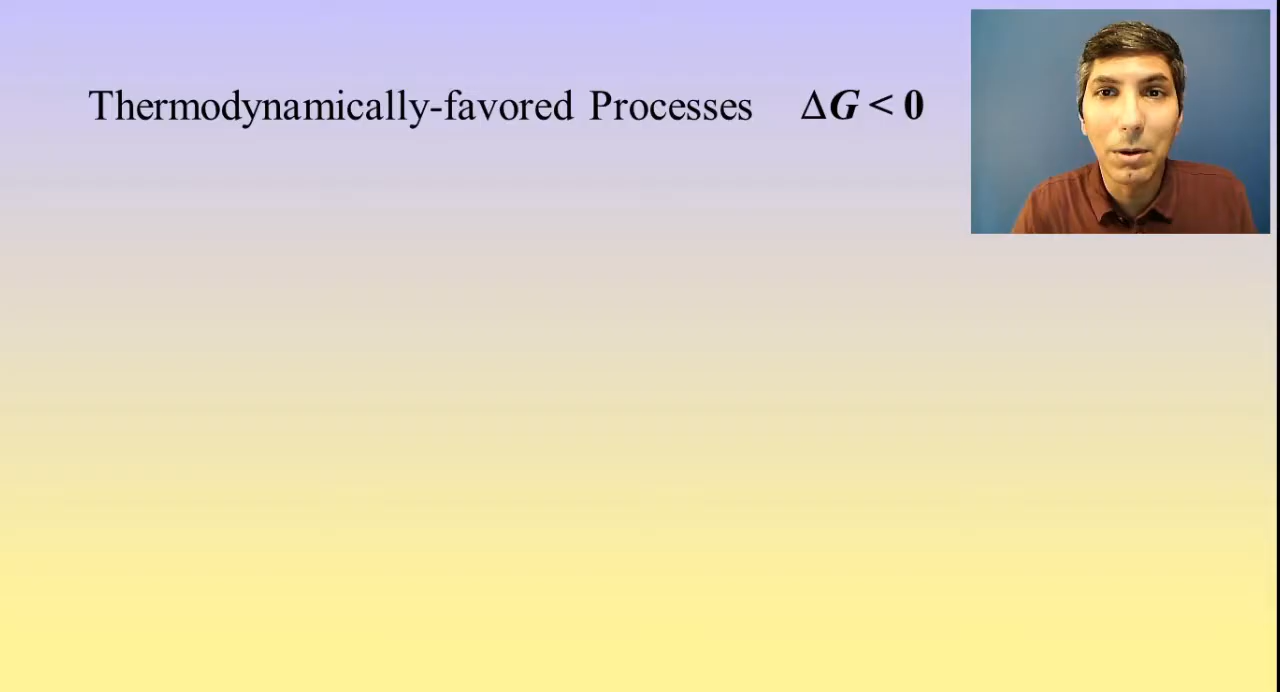 Thermodynamically-favored Processes ΔG < 0